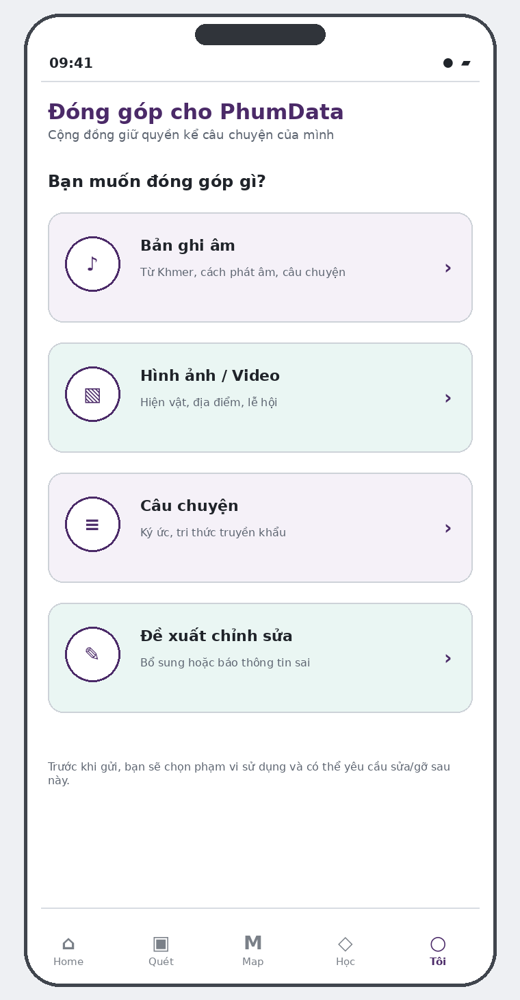 09:41
Đóng góp cho PhumData
Cộng đồng giữ quyền kể câu chuyện của mình
Bạn muốn đóng góp gì?
Bản ghi âm
Từ Khmer, cách phát âm, câu chuyện
Hình ảnh / Video
Hiện vật, địa điểm, lễ hội
Câu chuyện
Ký ức, tri thức truyền khẩu
Đề xuất chỉnh sửa
Bổ sung hoặc báo thông tin sai
Trước khi gửi, bạn sẽ chọn phạm vi sử dụng và có thể yêu cầu sửa/gỡ sau
này.
M
Home Quét Map Học Tôi